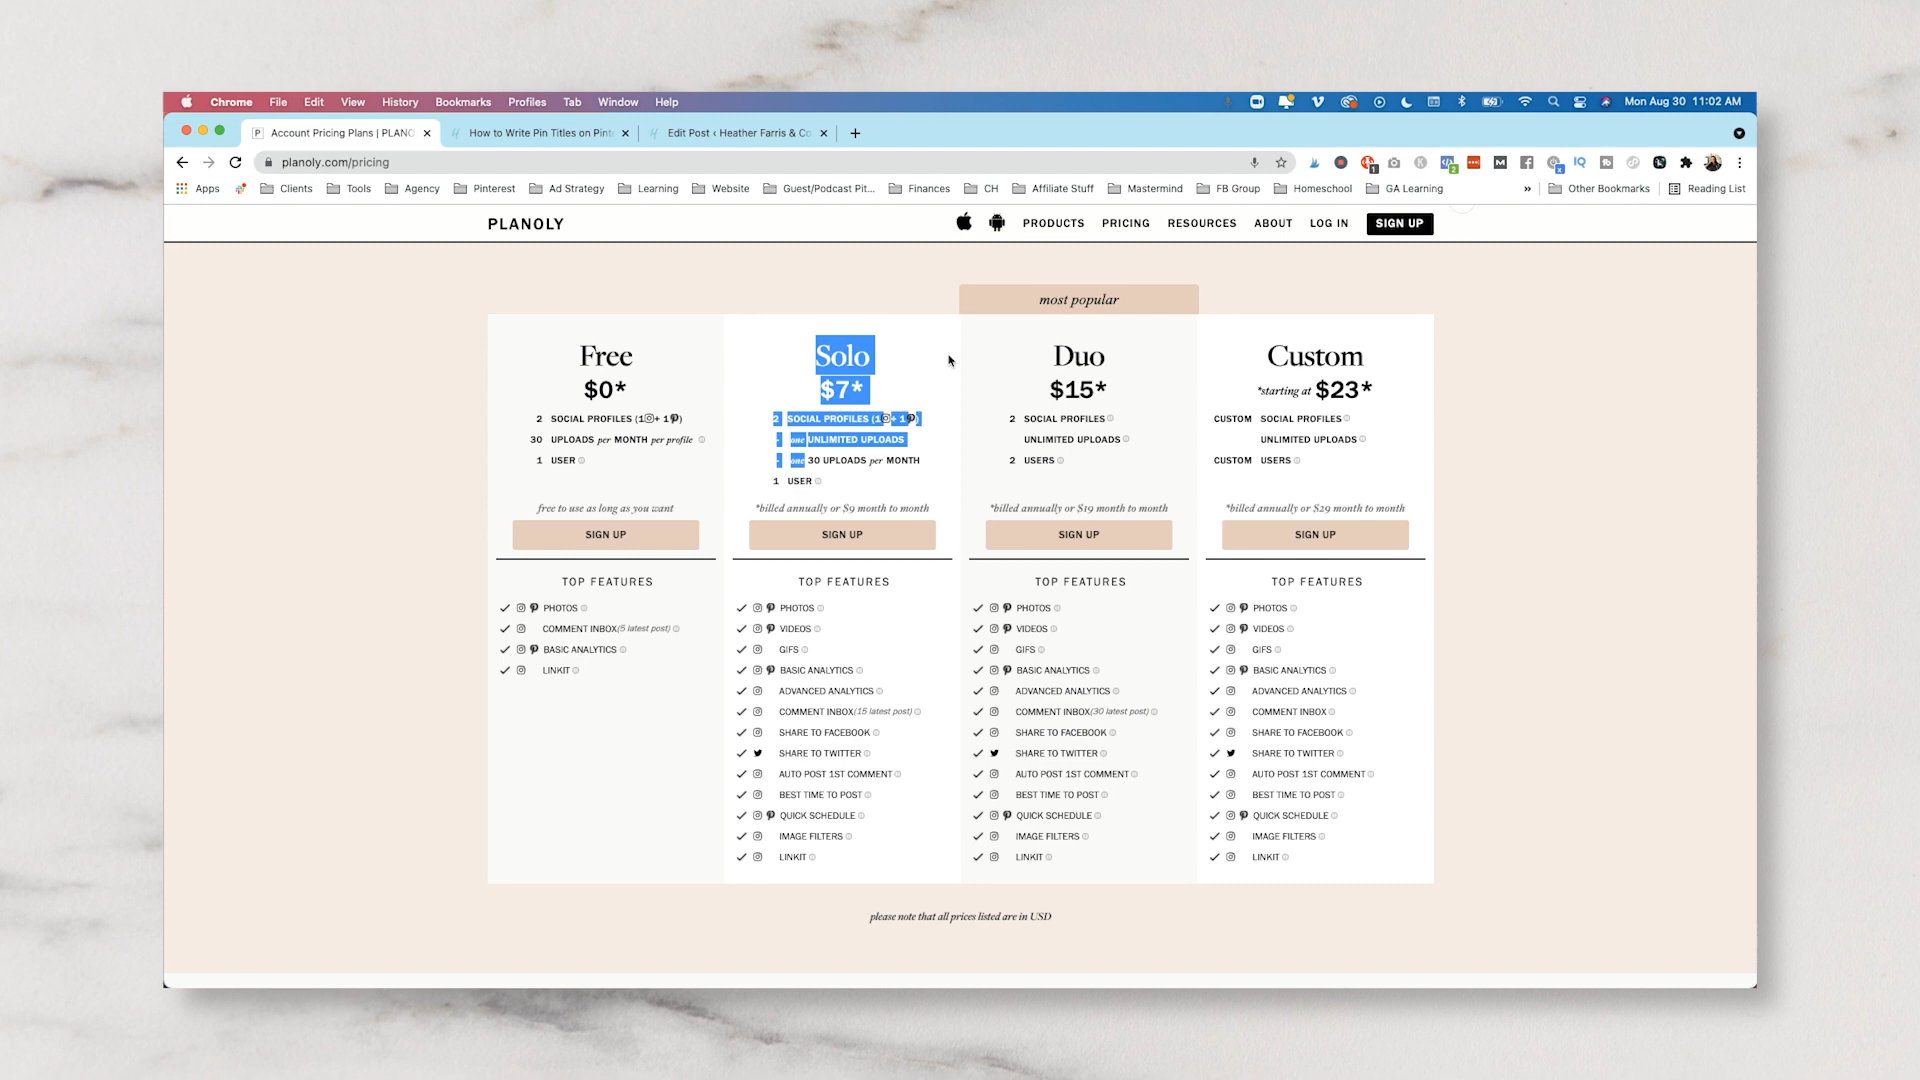 Chrome File Edit View History Bookmarks Profiles Tab Window Help Mon Aug 30 11:02 AM
Account Pricing Plans | PLANO How to Write Pin Titles on Pint Edit Post ‹ Heather Farris & Co
planoly.com/pricing
Apps Clients Tools Agency Pinterest Ad Strategy Learning Website Guest/Podcast Pit... Finances CH Affiliate Stuff Mastermind FB Group Homeschool GA Learning » Other Bookmarks Reading List
PLANOLY PRODUCTS PRICING RESOURCES ABOUT LOG IN SIGN UP
most popular
Free
$0*
2 SOCIAL PROFILES (1 + 1 )
30 UPLOADS per MONTH per profile
1 USER
free to use as long as you want
SIGN UP
TOP FEATURES
PHOTOS
COMMENT INBOX (5 latest post)
BASIC ANALYTICS
LINKIT
Solo
$7*
2 SOCIAL PROFILES (1 + 1 )
- one UNLIMITED UPLOADS
- one 30 UPLOADS per MONTH
1 USER
*billed annually or $9 month to month
SIGN UP
TOP FEATURES
PHOTOS
VIDEOS
GIFS
BASIC ANALYTICS
ADVANCED ANALYTICS
COMMENT INBOX (15 latest post)
SHARE TO FACEBOOK
SHARE TO TWITTER
AUTO POST 1ST COMMENT
BEST TIME TO POST
QUICK SCHEDULE
IMAGE FILTERS
LINKIT
Duo
$15*
2 SOCIAL PROFILES
UNLIMITED UPLOADS
2 USERS
*billed annually or $19 month to month
SIGN UP
TOP FEATURES
PHOTOS
VIDEOS
GIFS
BASIC ANALYTICS
ADVANCED ANALYTICS
COMMENT INBOX (30 latest post)
SHARE TO FACEBOOK
SHARE TO TWITTER
AUTO POST 1ST COMMENT
BEST TIME TO POST
QUICK SCHEDULE
IMAGE FILTERS
LINKIT
Custom
*starting at $23*
CUSTOM SOCIAL PROFILES
UNLIMITED UPLOADS
CUSTOM USERS
*billed annually or $29 month to month
SIGN UP
TOP FEATURES
PHOTOS
VIDEOS
GIFS
BASIC ANALYTICS
ADVANCED ANALYTICS
COMMENT INBOX
SHARE TO FACEBOOK
SHARE TO TWITTER
AUTO POST 1ST COMMENT
BEST TIME TO POST
QUICK SCHEDULE
IMAGE FILTERS
LINKIT
please note that all prices listed are in USD